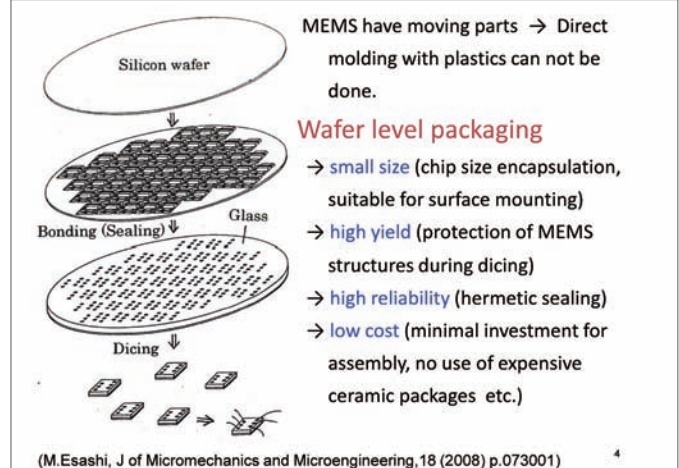 Silicon wafer
Bonding (Sealing)
Glass
Dicing
MEMS have moving parts → Direct
molding with plastics can not be
done.
Wafer level packaging
→ small size (chip size encapsulation,
suitable for surface mounting)
→ high yield (protection of MEMS
structures during dicing)
→ high reliability (hermetic sealing)
→ low cost (minimal investment for
assembly, no use of expensive
ceramic packages etc.)
(M.Esashi, J of Micromechanics and Microengineering,18 (2008) p.073001)
4